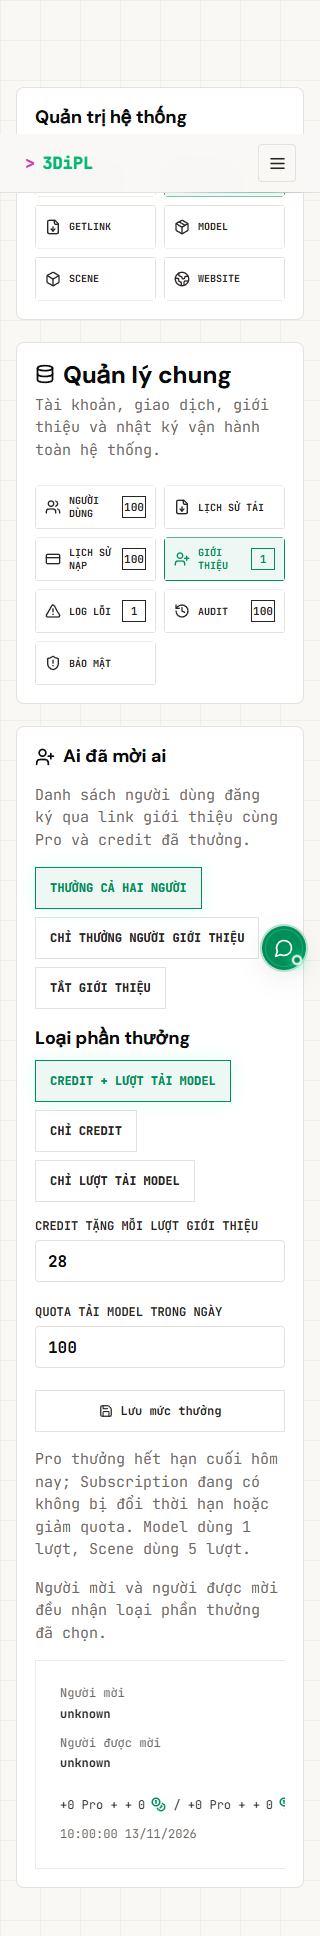 Quản trị hệ thống
> 3DiPL
GETLINK
MODEL
SCENE
WEBSITE
Quản lý chung
Tài khoản, giao dịch, giới
thiệu và nhật ký vận hành
toàn hệ thống.
NGƯỜI
DÙNG
100
LỊCH SỬ TẢI
LỊCH SỬ
NẠP
100
GIỚI
THIỆU
1
LOG LỖI
1
AUDIT
100
BẢO MẬT
Ai đã mời ai
Danh sách người dùng đăng
ký qua link giới thiệu cùng
Pro và credit đã thưởng.
THƯỞNG CẢ HAI NGƯỜI
CHỈ THƯỞNG NGƯỜI GIỚI THIỆU
TẮT GIỚI THIỆU
Loại phần thưởng
CREDIT + LƯỢT TẢI MODEL
CHỈ CREDIT
CHỈ LƯỢT TẢI MODEL
CREDIT TẶNG MỖI LƯỢT GIỚI THIỆU
28
QUOTA TẢI MODEL TRONG NGÀY
100
Lưu mức thưởng
Pro thưởng hết hạn cuối hôm
nay; Subscription đang có
không bị đổi thời hạn hoặc
giảm quota. Model dùng 1
lượt, Scene dùng 5 lượt.
Người mời và người được mời
đều nhận loại phần thưởng
đã chọn.
Người mời
unknown
Người được mời
unknown
+0 Pro + + 0 / +0 Pro + + 0
10:00:00 13/11/2026